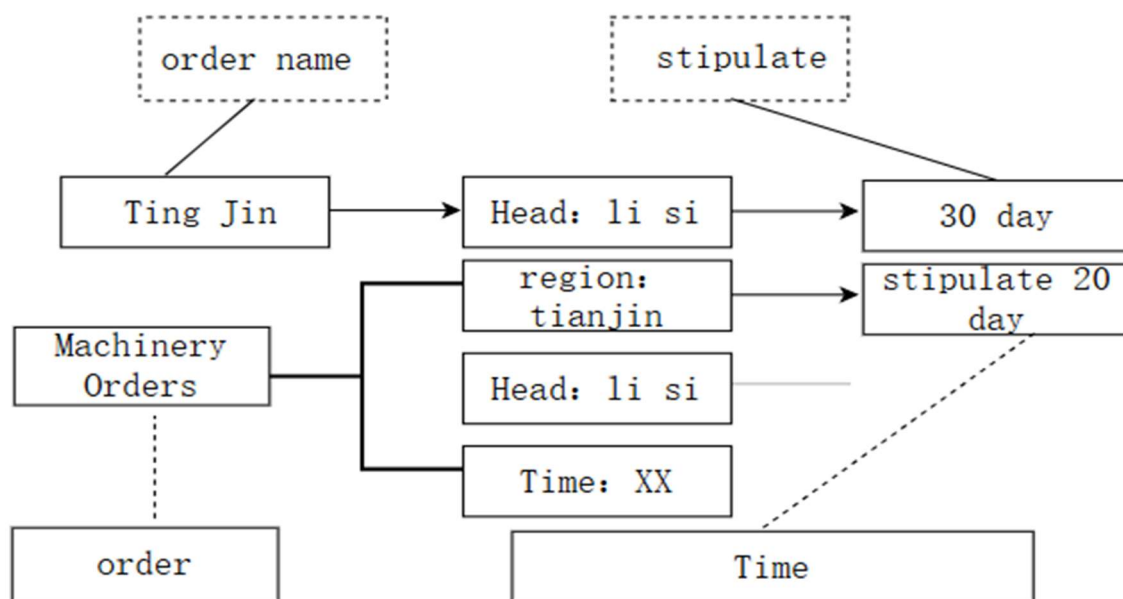 order name
stipulate
Ting Jin
Head：li si
30 day
region：
tianjin
stipulate 20
day
Machinery
Orders
Head：li si
Time：XX
order
Time